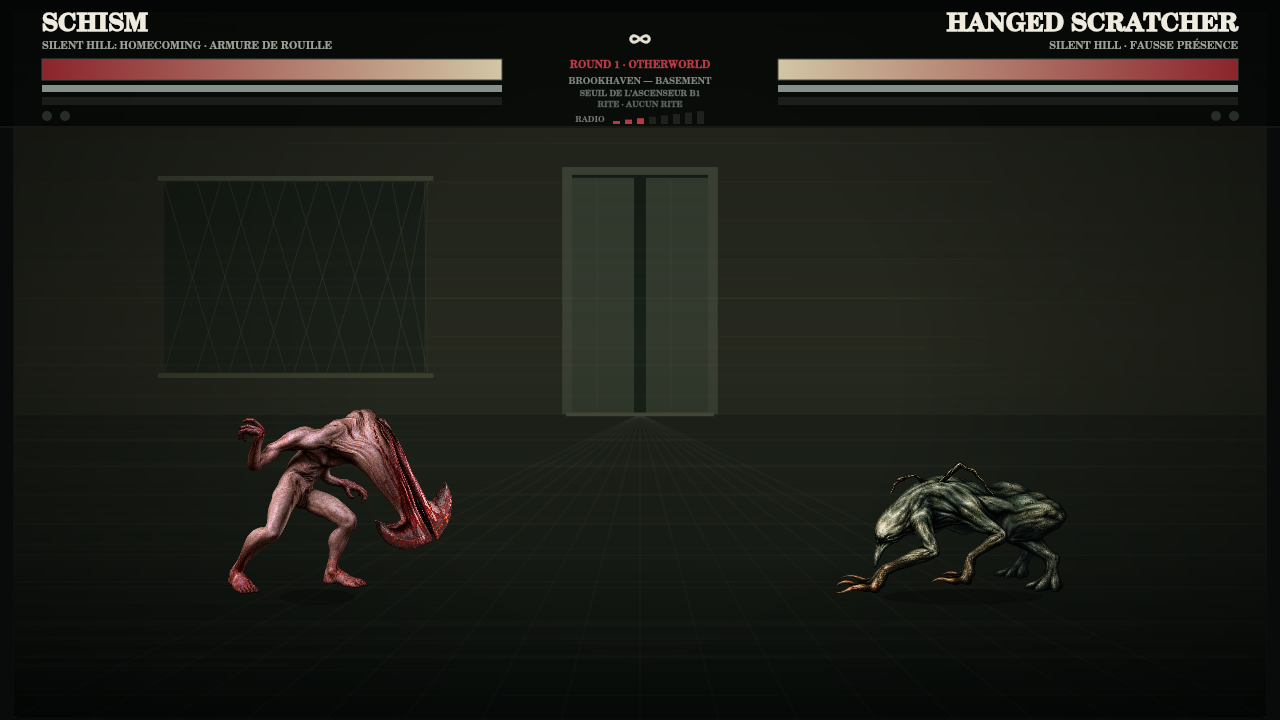 SCHISM
SILENT HILL: HOMECOMING · ARMURE DE ROUILLE
∞
ROUND 1 · OTHERWORLD
BROOKHAVEN — BASEMENT
SEUIL DE L'ASCENSEUR B1
RITE · AUCUN RITE
RADIO
HANGED SCRATCHER
SILENT HILL · FAUSSE PRÉSENCE